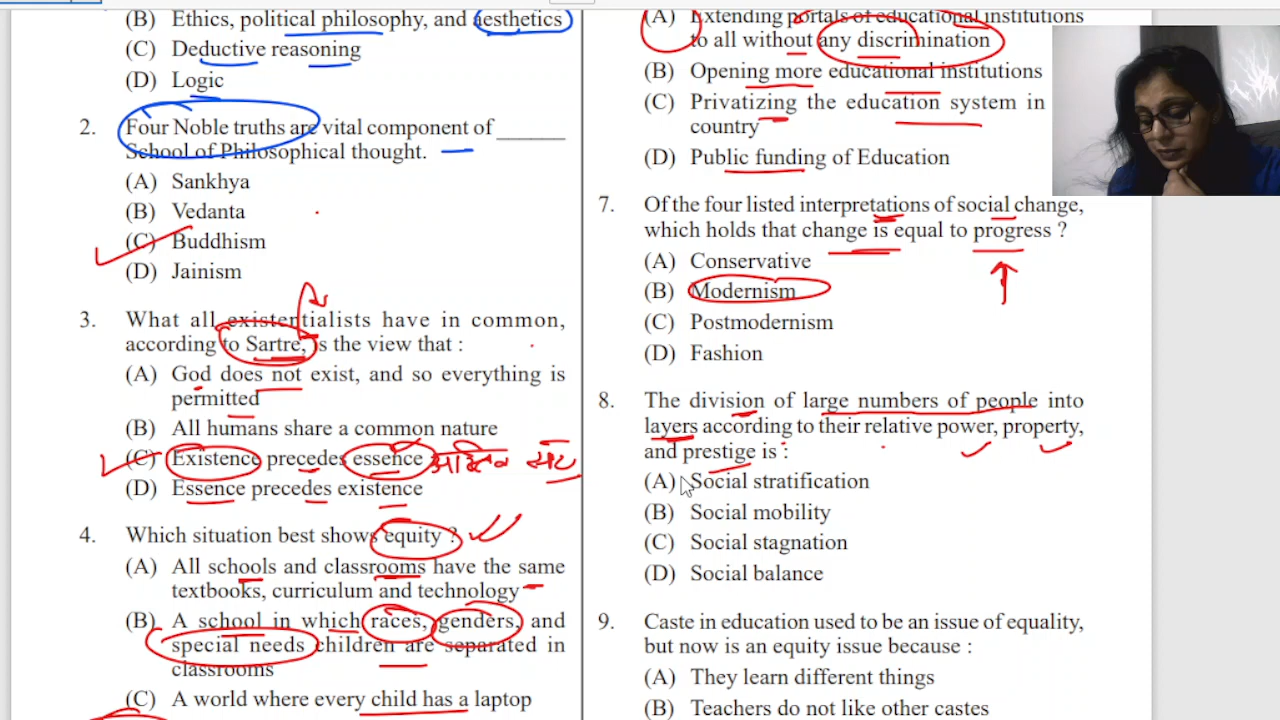 (B) Ethics, political philosophy, and aesthetics
(C) Deductive reasoning
(D) Logic
2. Four Noble truths are vital component of ______
School of Philosophical thought.
(A) Sankhya
(B) Vedanta
(C) Buddhism
(D) Jainism
3. What all existentialists have in common,
according to Sartre, is the view that :
(A) God does not exist, and so everything is
permitted
(B) All humans share a common nature
(C) Existence precedes essence
(D) Essence precedes existence
4. Which situation best shows equity ?
(A) All schools and classrooms have the same
textbooks, curriculum and technology
(B) A school in which races, genders, and
special needs children are separated in
classrooms
(C) A world where every child has a laptop
(A) Extending portals of educational institutions
to all without any discrimination
(B) Opening more educational institutions
(C) Privatizing the education system in
country
(D) Public funding of Education
7. Of the four listed interpretations of social change,
which holds that change is equal to progress ?
(A) Conservative
(B) Modernism
(C) Postmodernism
(D) Fashion
8. The division of large numbers of people into
layers according to their relative power, property,
and prestige is :
(A) Social stratification
(B) Social mobility
(C) Social stagnation
(D) Social balance
9. Caste in education used to be an issue of equality,
but now is an equity issue because :
(A) They learn different things
(B) Teachers do not like other castes